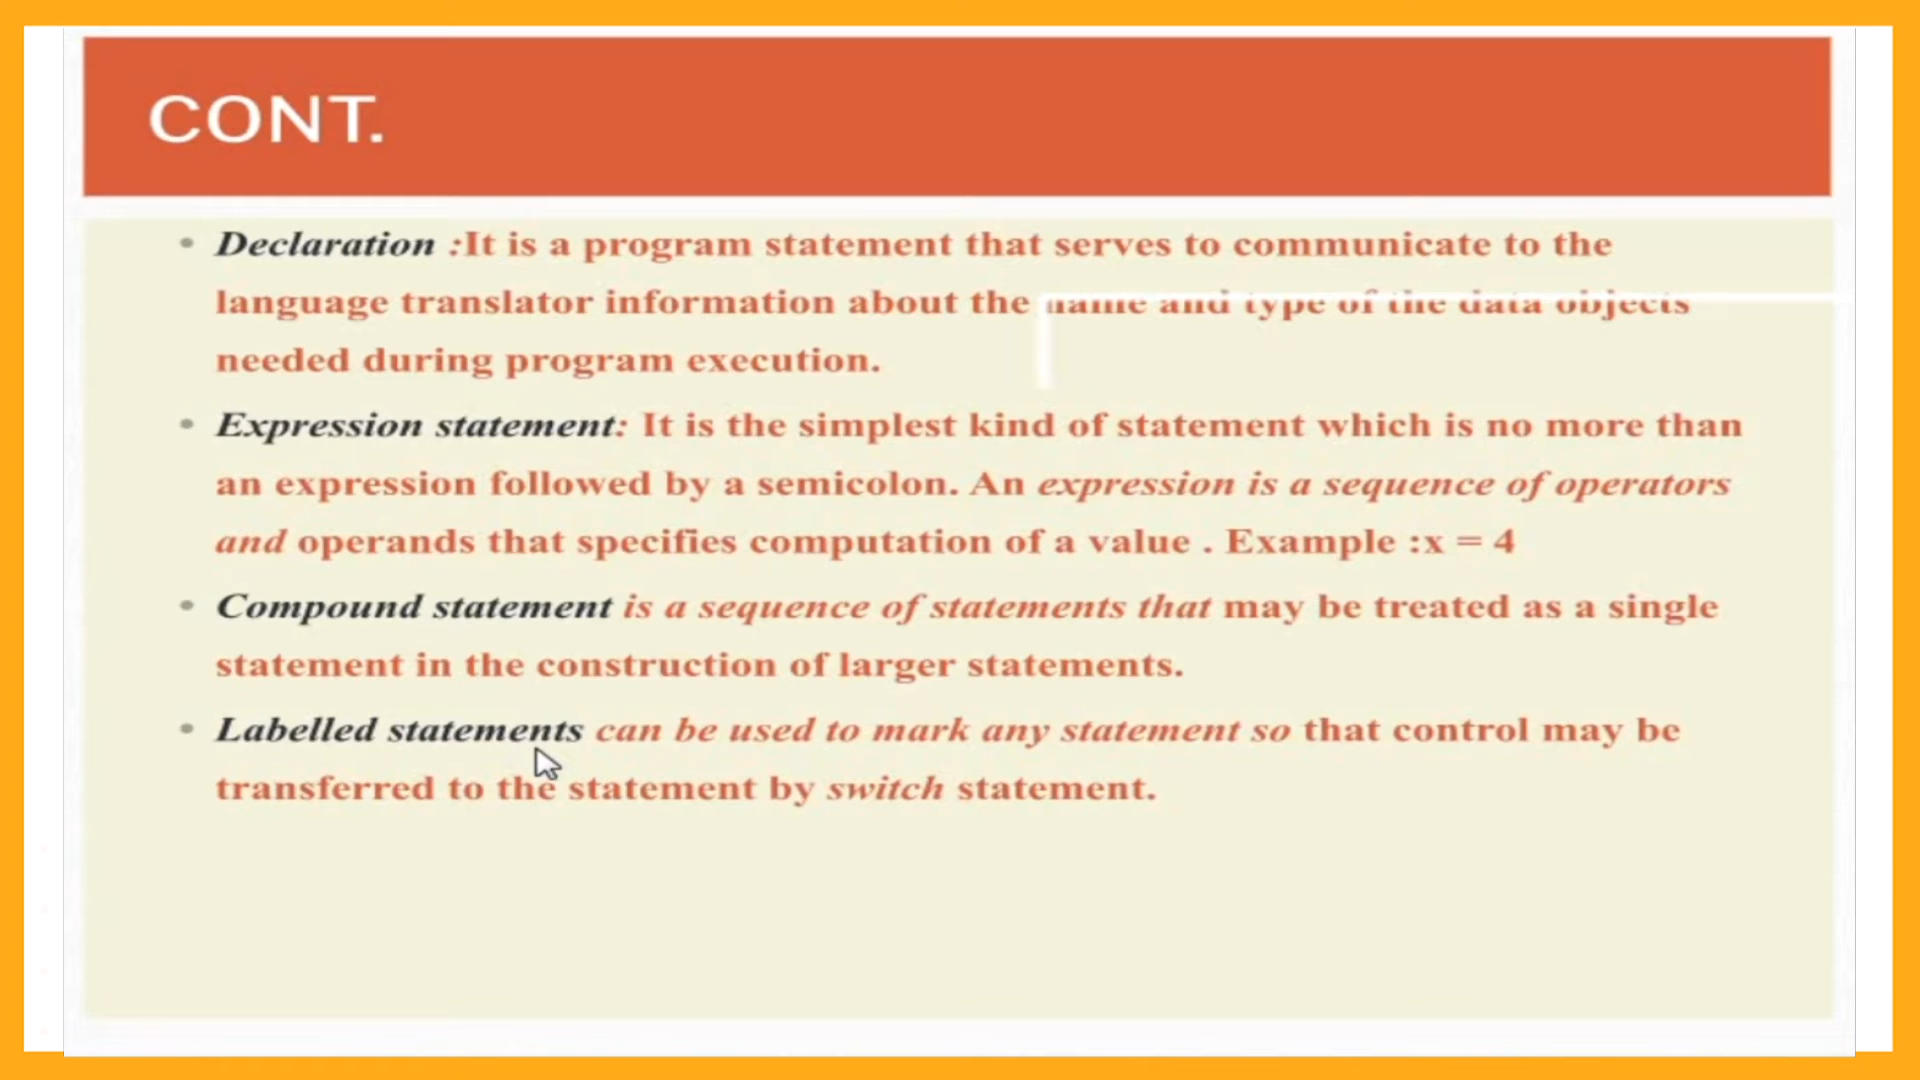 CONT.
• Declaration :It is a program statement that serves to communicate to the
language translator information about the name and type of the data objects
needed during program execution.
• Expression statement: It is the simplest kind of statement which is no more than
an expression followed by a semicolon. An expression is a sequence of operators
and operands that specifies computation of a value . Example :x = 4
• Compound statement is a sequence of statements that may be treated as a single
statement in the construction of larger statements.
• Labelled statements can be used to mark any statement so that control may be
transferred to the statement by switch statement.